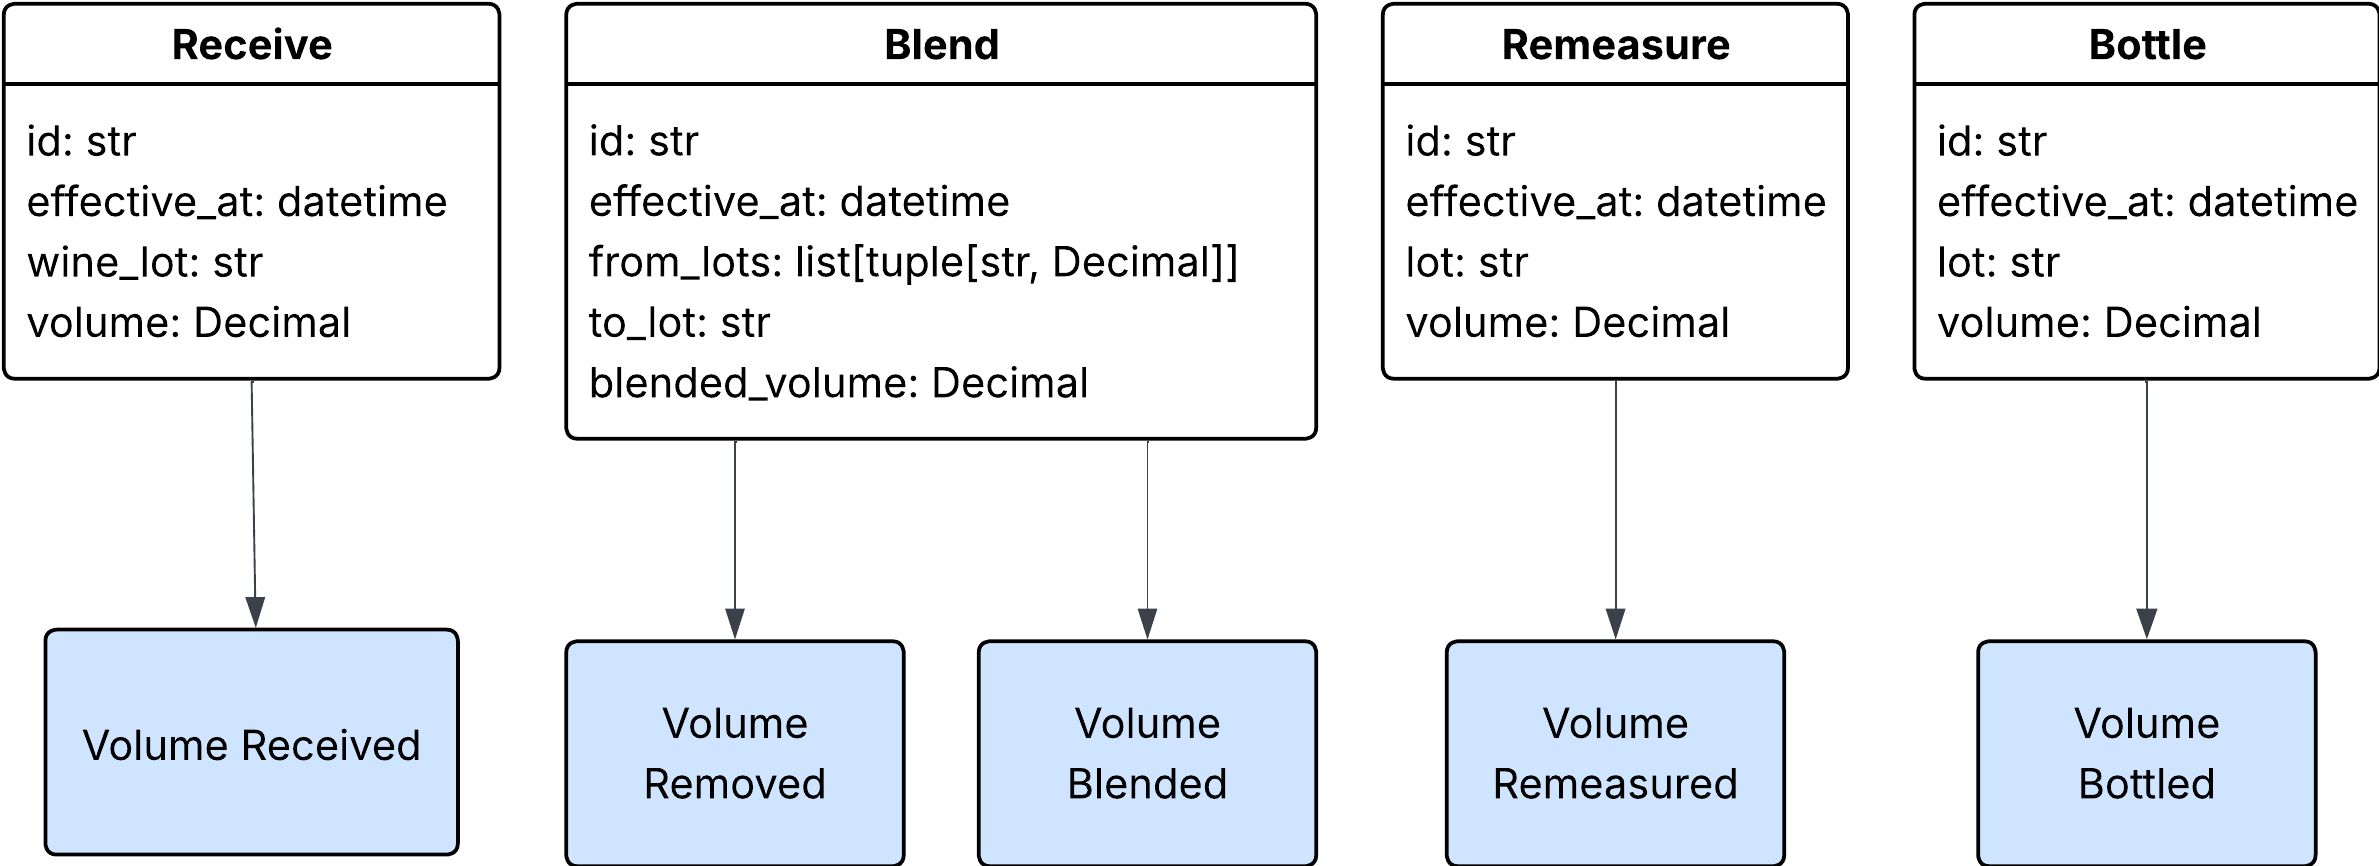 Receive
id: str
effective_at: datetime
wine_lot: str
volume: Decimal
Blend
id: str
effective_at: datetime
from_lots: list[tuple[str, Decimal]]
to_lot: str
blended_volume: Decimal
Remeasure
id: str
effective_at: datetime
lot: str
volume: Decimal
Bottle
id: str
effective_at: datetime
lot: str
volume: Decimal
Volume Received
Volume
Removed
Volume
Blended
Volume
Remeasured
Volume
Bottled